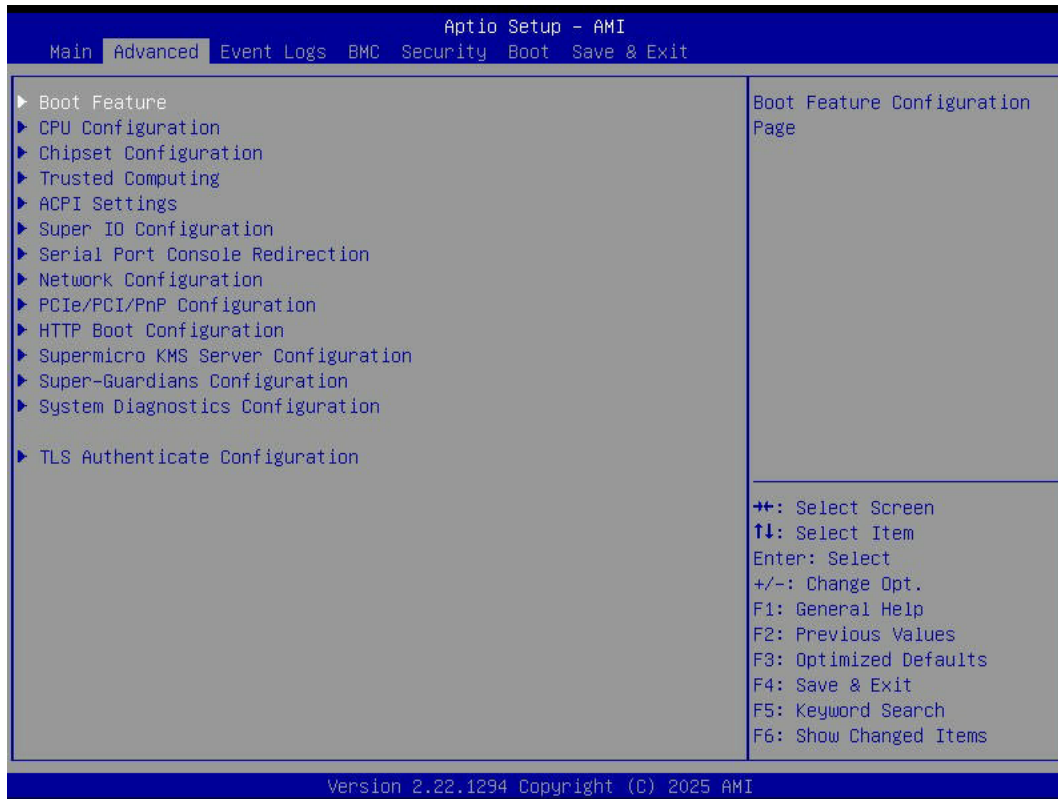 Aptio Setup – AMI
Main Advanced Event Logs BMC Security Boot Save & Exit
▶ Boot Feature
▶ CPU Configuration
▶ Chipset Configuration
▶ Trusted Computing
▶ ACPI Settings
▶ Super IO Configuration
▶ Serial Port Console Redirection
▶ Network Configuration
▶ PCIe/PCI/PnP Configuration
▶ HTTP Boot Configuration
▶ Supermicro KMS Server Configuration
▶ Super-Guardians Configuration
▶ System Diagnostics Configuration
▶ TLS Authenticate Configuration
Boot Feature Configuration
Page
→←: Select Screen
↑↓: Select Item
Enter: Select
+/-: Change Opt.
F1: General Help
F2: Previous Values
F3: Optimized Defaults
F4: Save & Exit
F5: Keyword Search
F6: Show Changed Items
Version 2.22.1294 Copyright (C) 2025 AMI